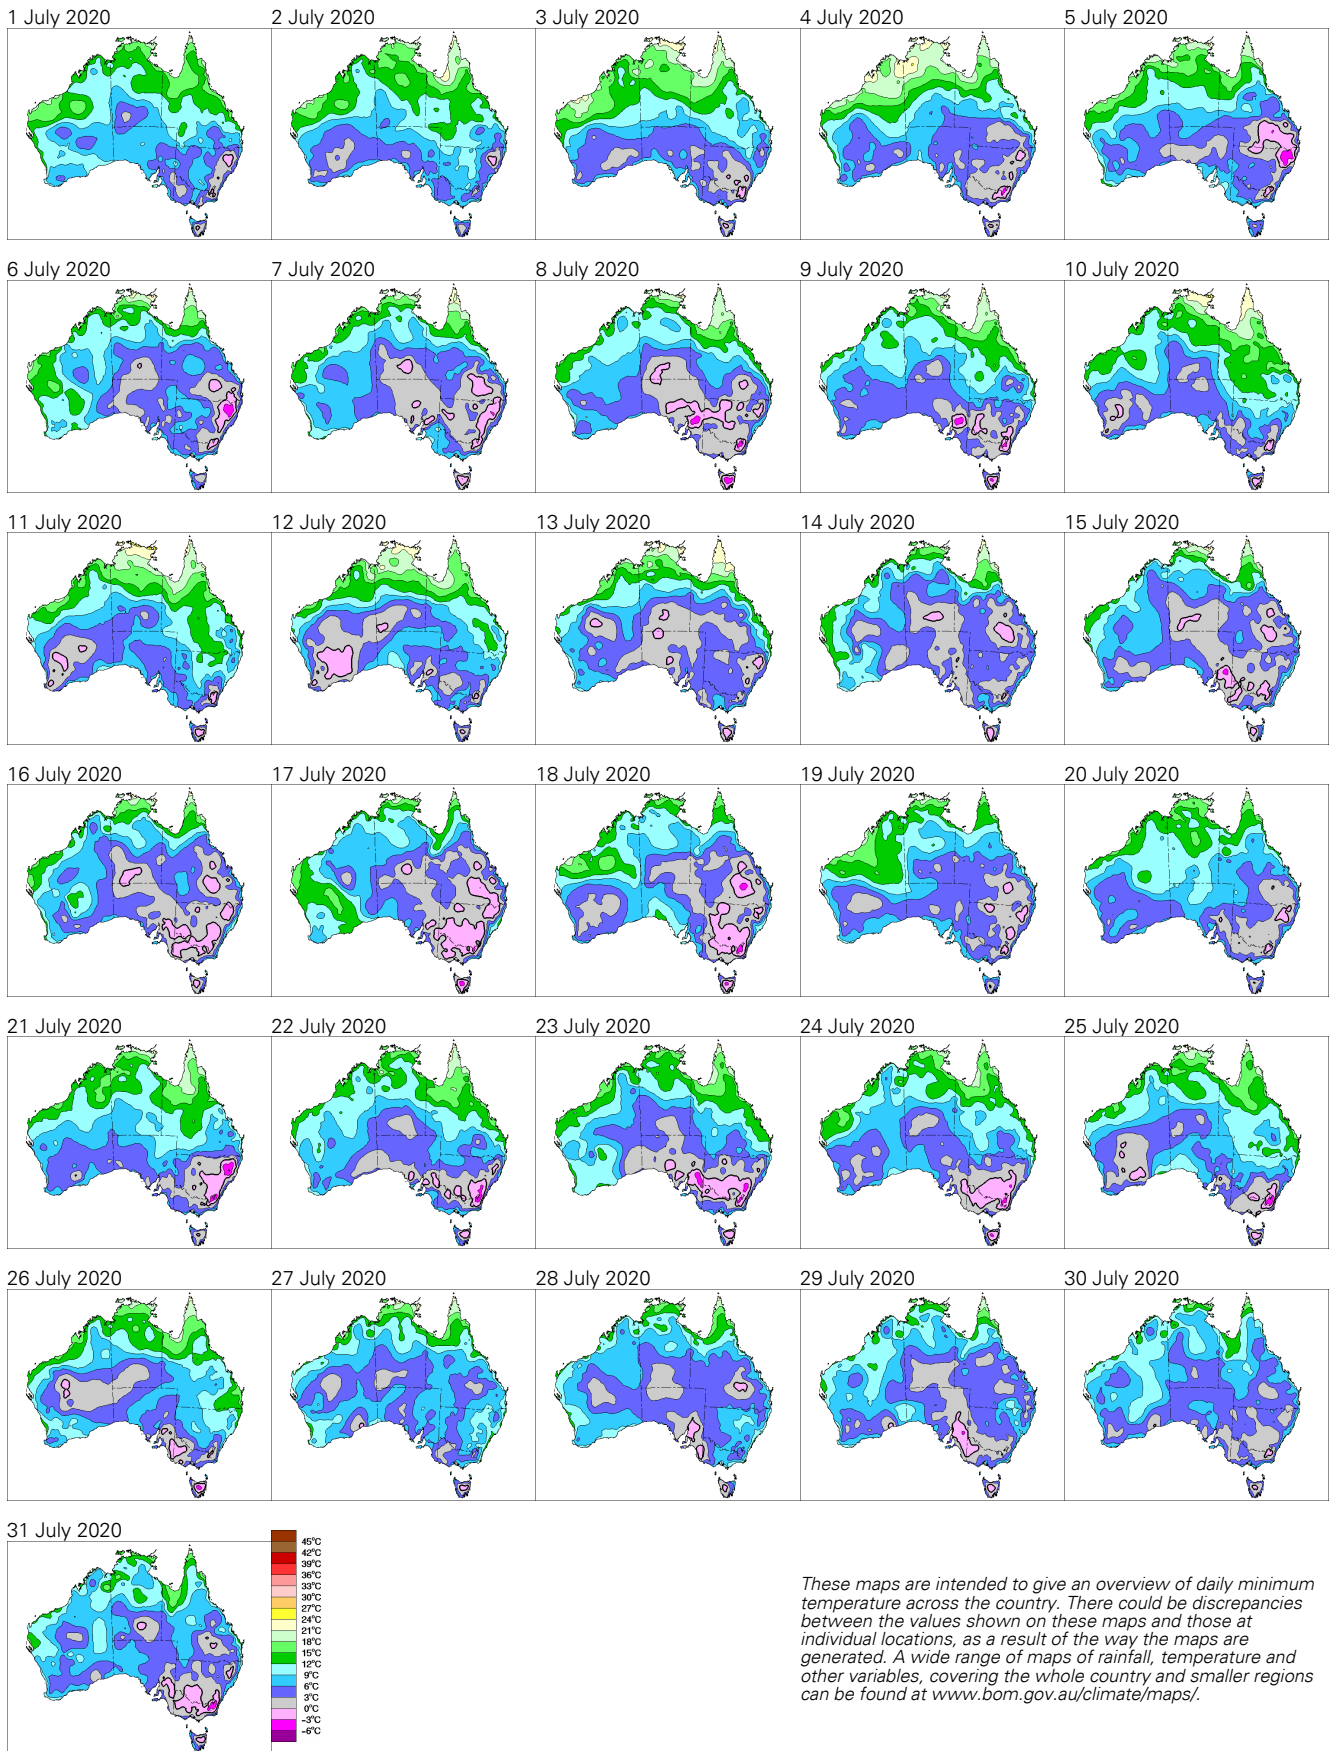 1 July 2020
2 July 2020
3 July 2020
4 July 2020
5 July 2020
6 July 2020
7 July 2020
8 July 2020
9 July 2020
10 July 2020
11 July 2020
12 July 2020
13 July 2020
14 July 2020
15 July 2020
16 July 2020
17 July 2020
18 July 2020
19 July 2020
20 July 2020
21 July 2020
22 July 2020
23 July 2020
24 July 2020
25 July 2020
26 July 2020
27 July 2020
28 July 2020
29 July 2020
30 July 2020
31 July 2020
45°C
42°C
39°C
36°C
33°C
30°C
27°C
24°C
21°C
18°C
15°C
12°C
9°C
6°C
3°C
0°C
-3°C
-6°C
These maps are intended to give an overview of daily minimum
temperature across the country. There could be discrepancies
between the values shown on these maps and those at
individual locations, as a result of the way the maps are
generated. A wide range of maps of rainfall, temperature and
other variables, covering the whole country and smaller regions
can be found at www.bom.gov.au/climate/maps/.